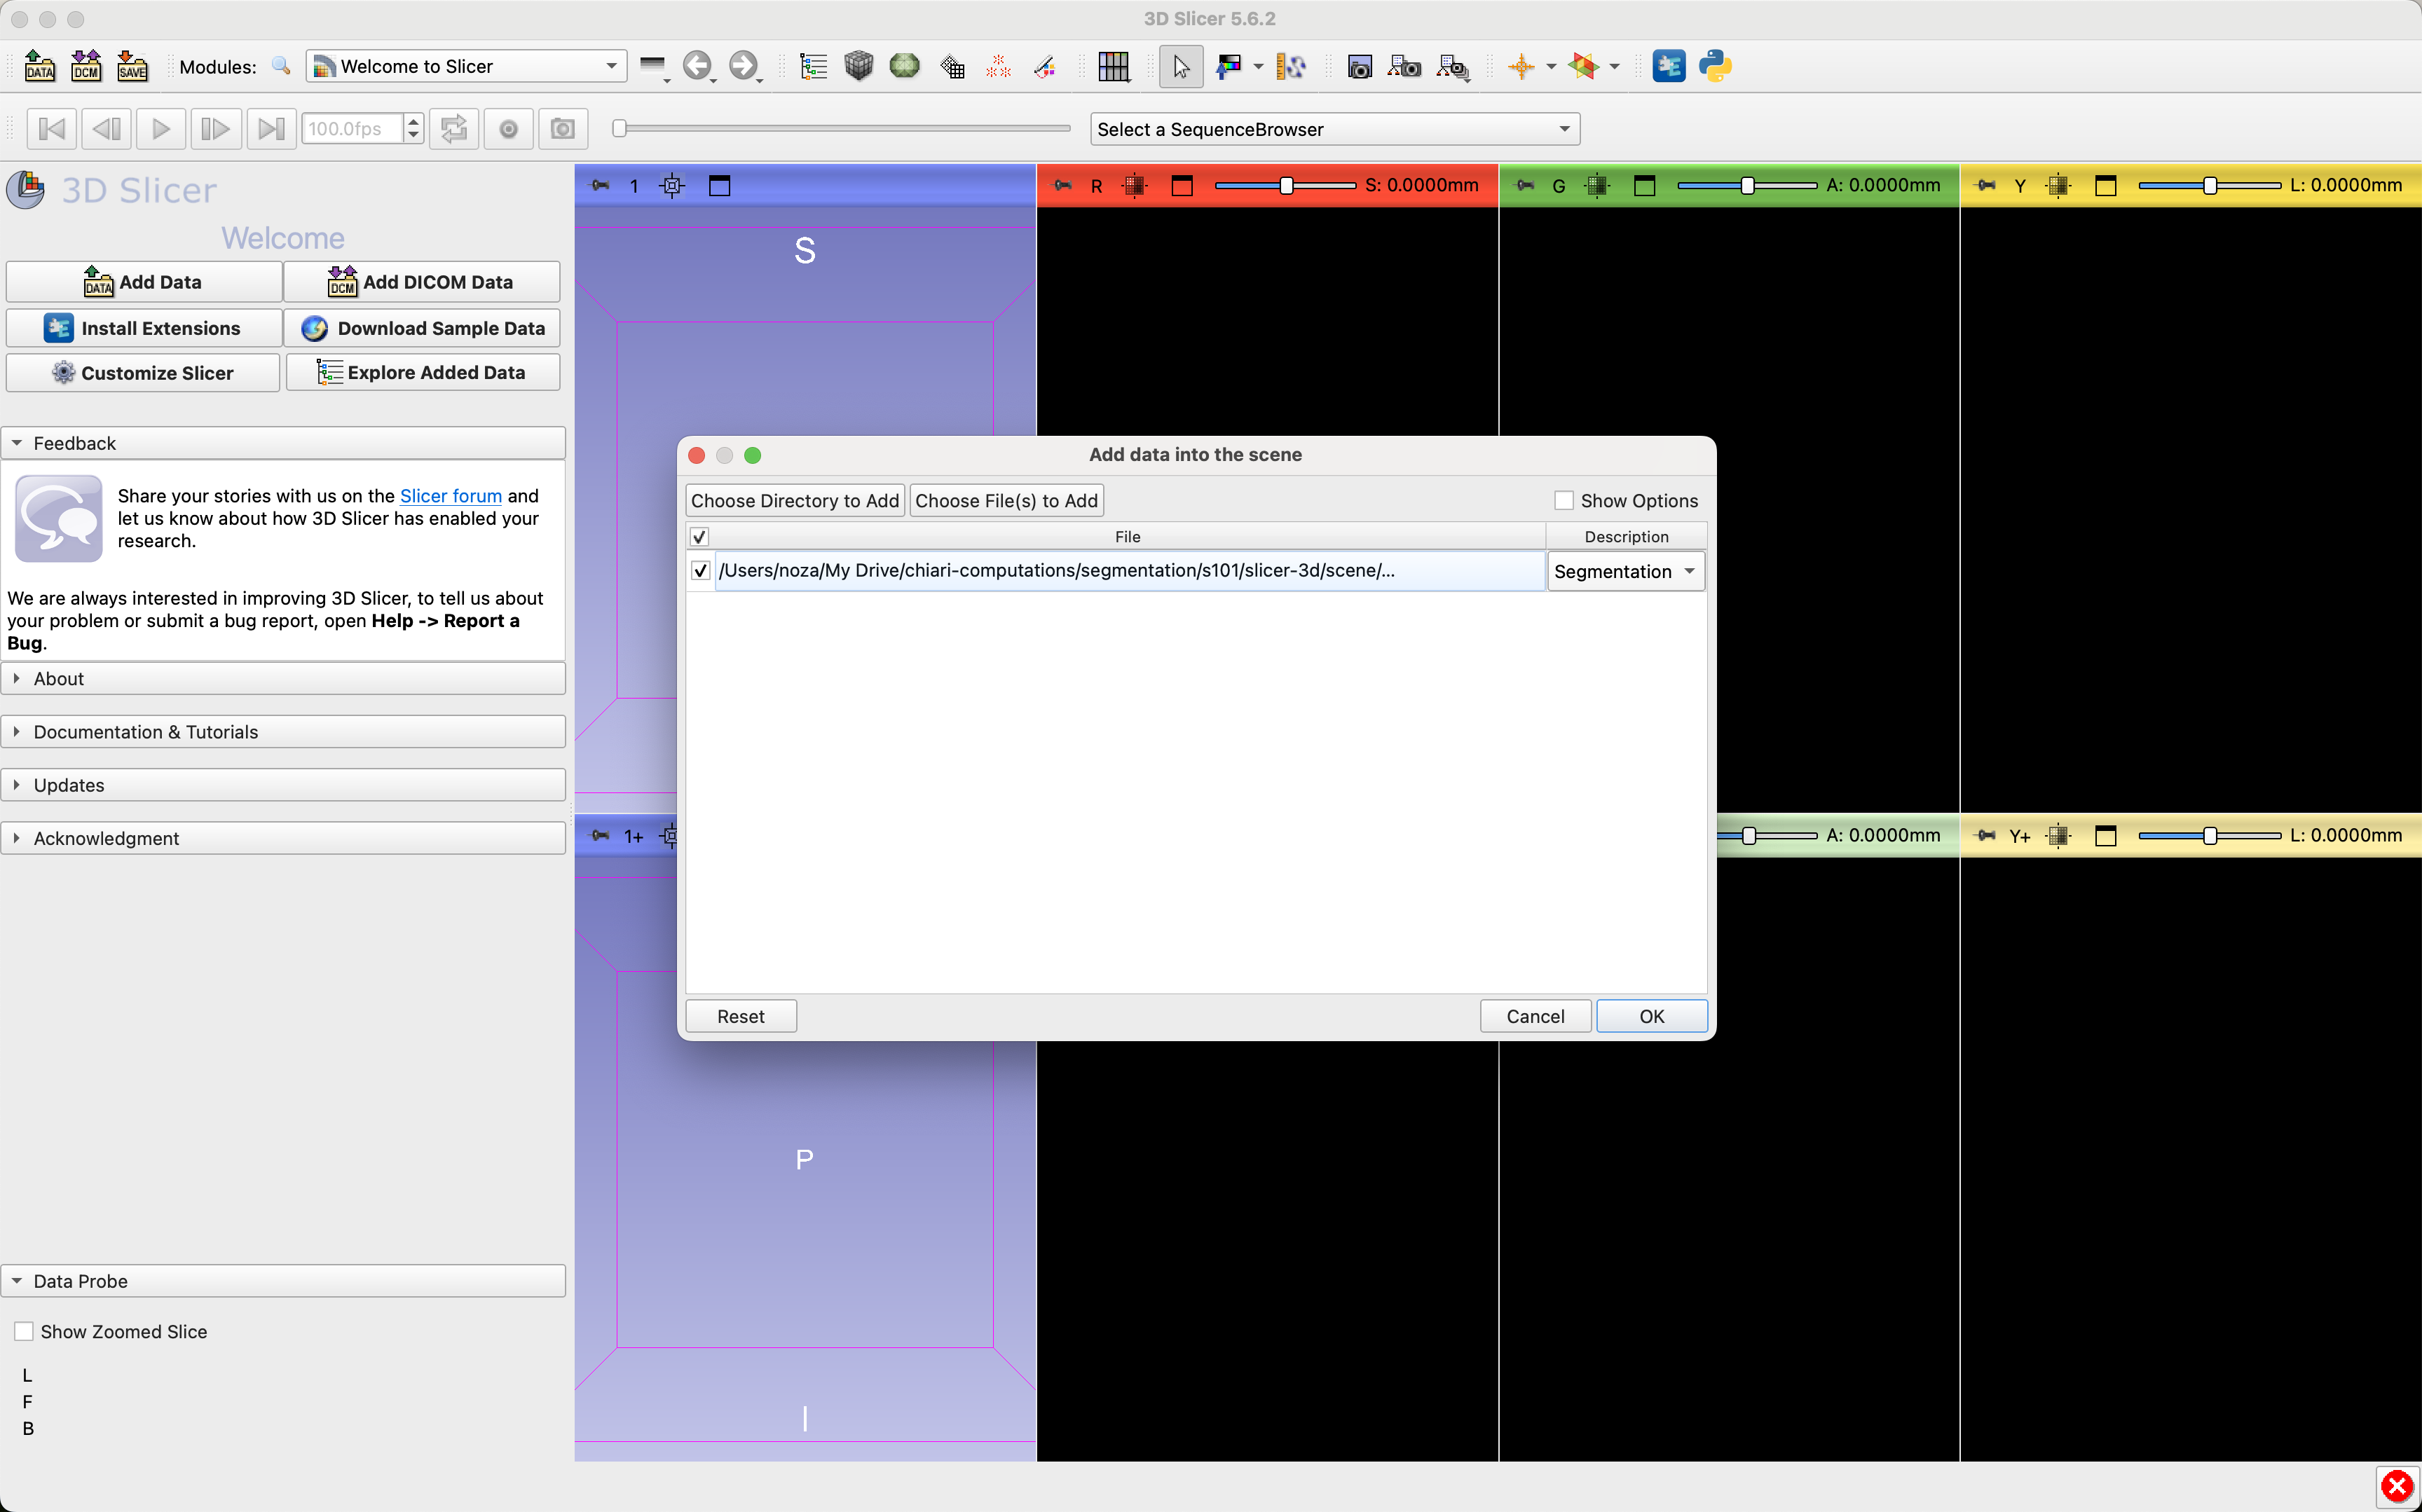 3D Slicer 5.6.2
DATA DCM SAVE Modules: Welcome to Slicer
100.0fps Select a SequenceBrowser
3D Slicer
Welcome
DATA Add Data
DCM Add DICOM Data
Install Extensions
Download Sample Data
Customize Slicer
Explore Added Data
Feedback
Share your stories with us on the Slicer forum and
let us know about how 3D Slicer has enabled your
research.
We are always interested in improving 3D Slicer, to tell us about
your problem or submit a bug report, open Help -> Report a
Bug.
About
Documentation & Tutorials
Updates
Acknowledgment
Data Probe
Show Zoomed Slice
L
F
B
1
S
R S: 0.0000mm
G A: 0.0000mm
Y L: 0.0000mm
Add data into the scene
Choose Directory to Add Choose File(s) to Add Show Options
File Description
/Users/noza/My Drive/chiari-computations/segmentation/s101/slicer-3d/scene/... Segmentation
Reset Cancel OK
1+
A: 0.0000mm
Y+ L: 0.0000mm
P
I